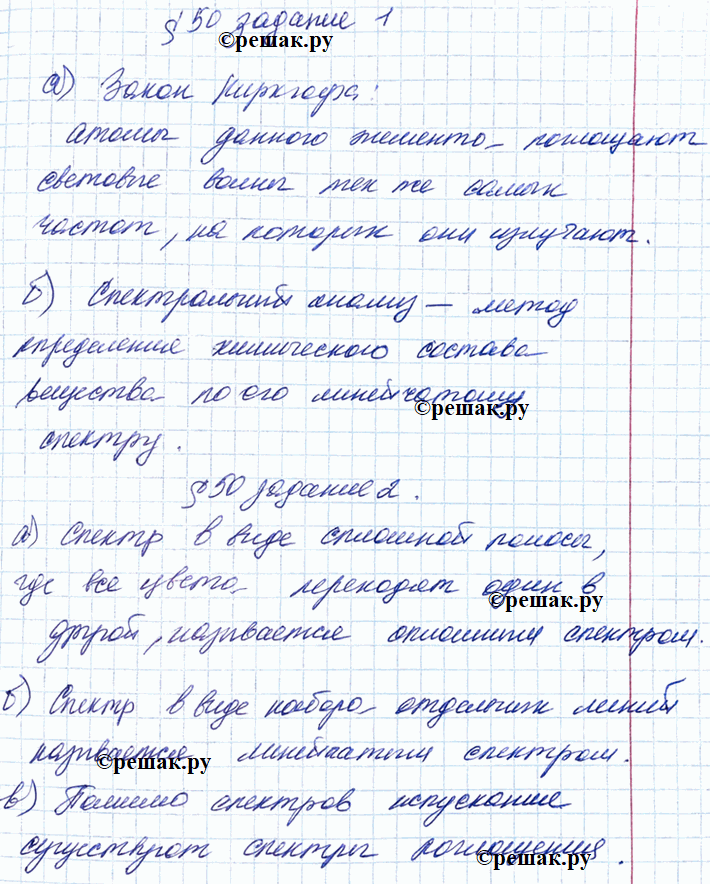 § 50 задание 1
©решак.ру
а) Закон Кирхгофа:
атомы данного элемента поглощают
световые волны тех же самых
частот, на которых они излучают.
б) Спектральный анализ – метод
определения химического состава
вещества по его линейчатому
©решак.ру
спектру.
§ 50 задание 2.
а) Спектр в виде сплошной полосы,
где все цвета переходят один в
©решак.ру
другой, называется сплошным спектром.
б) Спектр в виде набора отдельных линий
называется линейчатым спектром.
©решак.ру
в) Помимо спектров испускания
существуют спектры поглощения.
©решак.ру